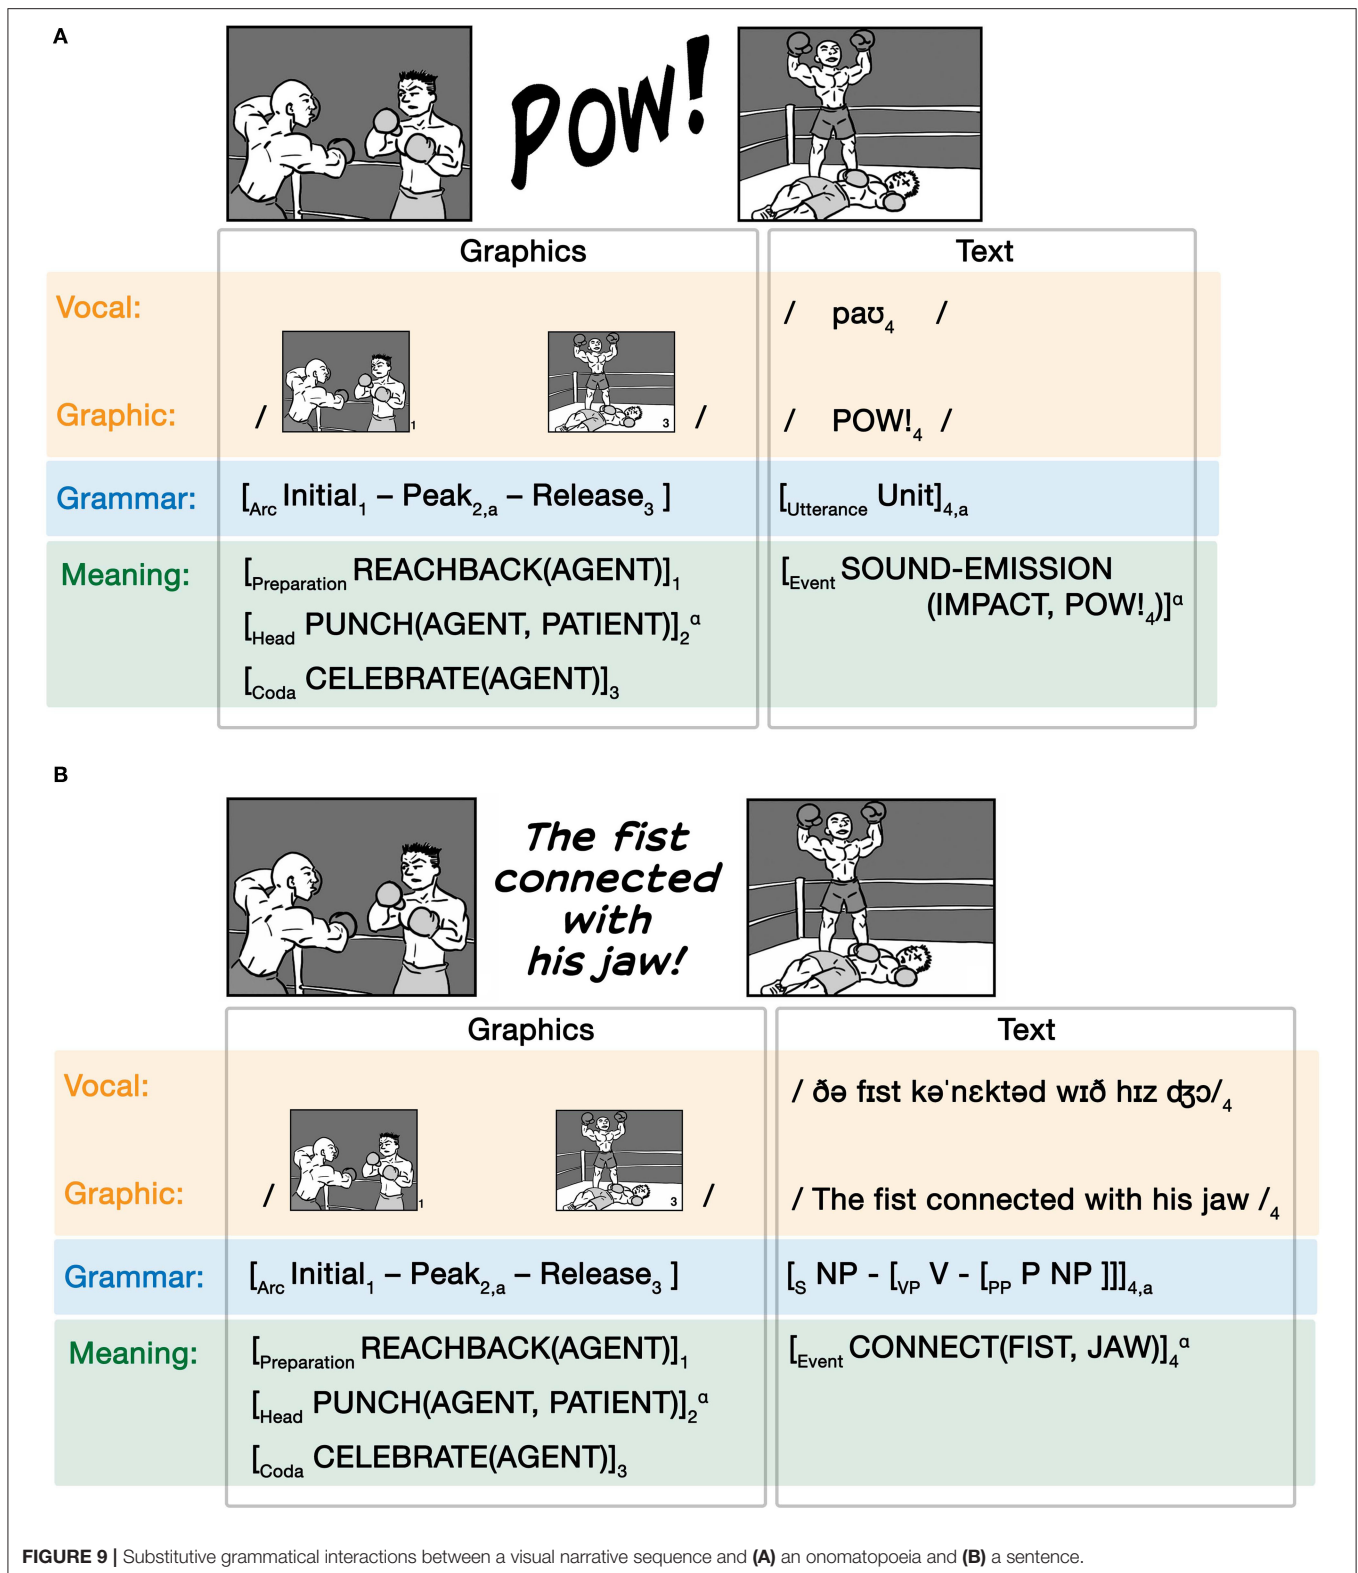 A
POW!
Graphics Text
Vocal: / paʊ4 /
Graphic: / 1 3 / / POW!4 /
Grammar: [Arc Initial1 – Peak2,a – Release3 ] [Utterance Unit]4,a
Meaning: [Preparation REACHBACK(AGENT)]1 [Event SOUND-EMISSION
(IMPACT, POW!4)]α
[Head PUNCH(AGENT, PATIENT)]2α
[Coda CELEBRATE(AGENT)]3
B
The fist
connected
with
his jaw!
Graphics Text
Vocal: / ðə fɪst kəˈnɛktəd wɪð hɪz ʤɔ/4
Graphic: / 1 3 / / The fist connected with his jaw /4
Grammar: [Arc Initial1 – Peak2,a – Release3 ] [S NP - [VP V - [PP P NP ]]]4,a
Meaning: [Preparation REACHBACK(AGENT)]1 [Event CONNECT(FIST, JAW)]4α
[Head PUNCH(AGENT, PATIENT)]2α
[Coda CELEBRATE(AGENT)]3
FIGURE 9 | Substitutive grammatical interactions between a visual narrative sequence and (A) an onomatopoeia and (B) a sentence.